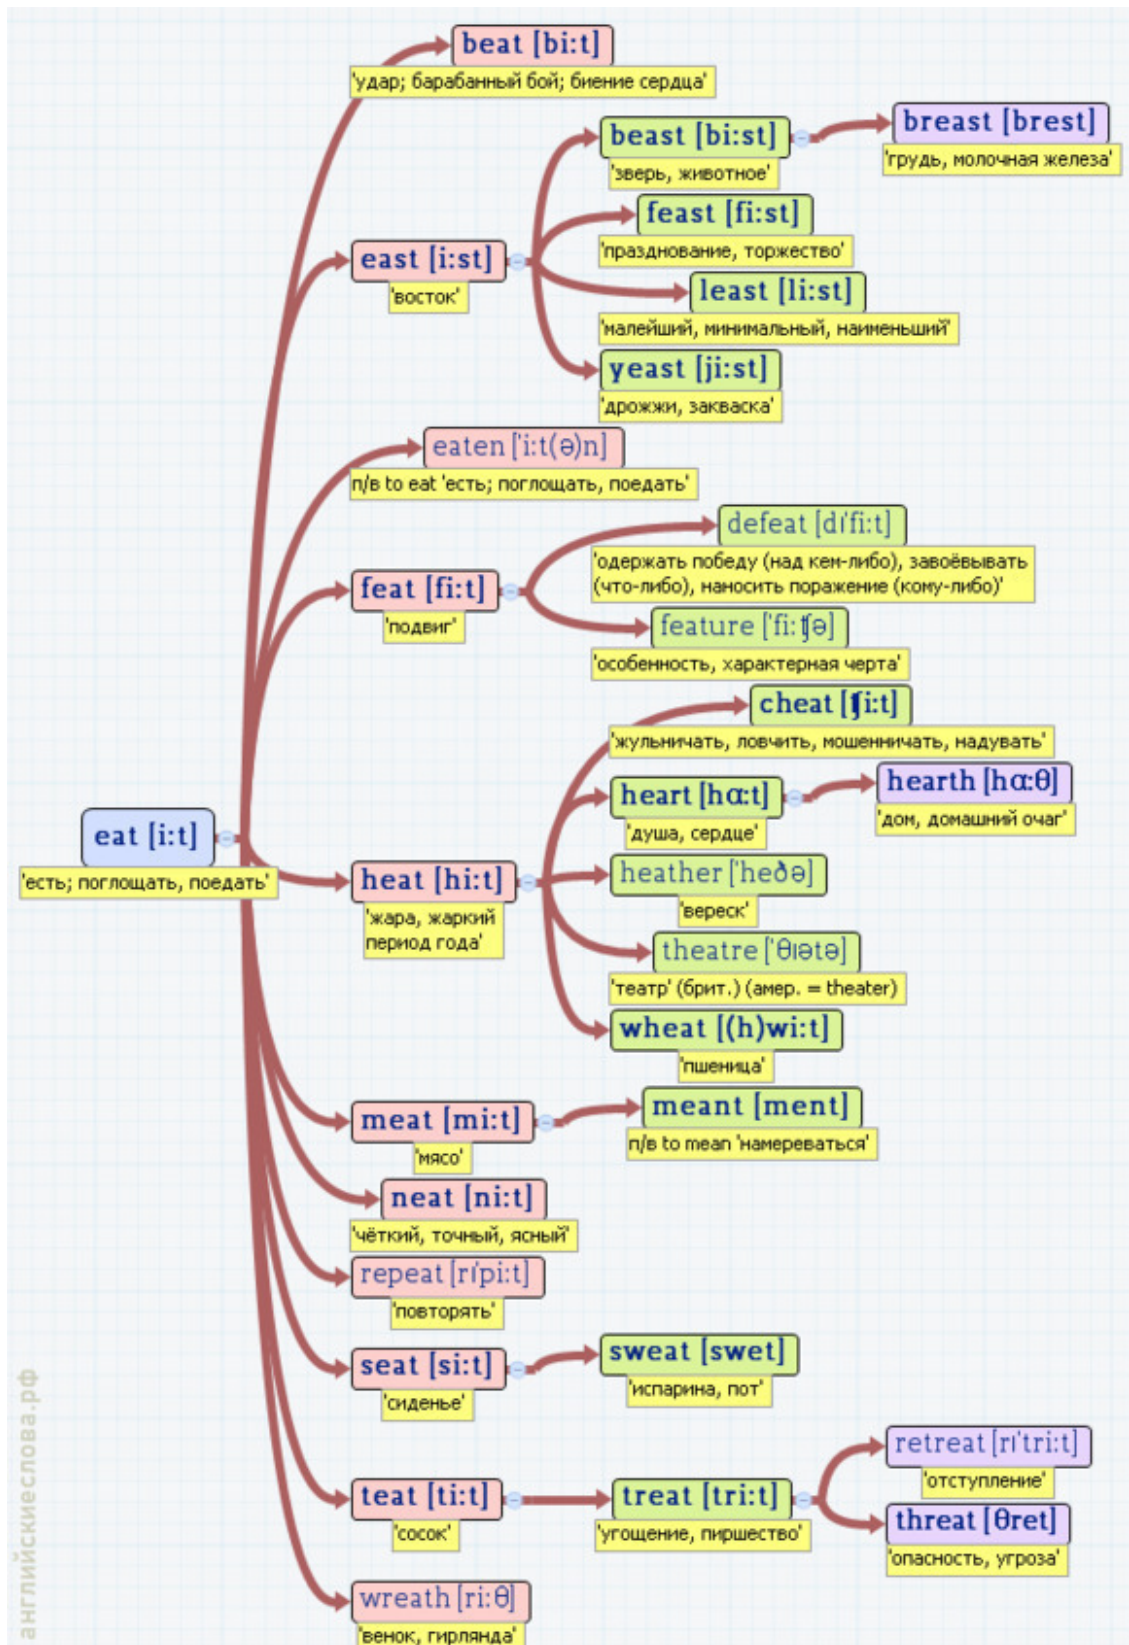 beat [bi:t]
'удар; барабанный бой; биение сердца'
beast [bi:st]
'зверь, животное'
breast [brest]
'грудь, молочная железа'
feast [fi:st]
'празднование, торжество'
east [i:st]
'восток'
least [li:st]
'малейший, минимальный, наименьший'
yeast [ji:st]
'дрожжи, закваска'
eaten ['i:t(ə)n]
п/в to eat 'есть; поглощать, поедать'
defeat [dɪ'fi:t]
'одержать победу (над кем-либо), завоёвывать
(что-либо), наносить поражение (кому-либо)'
feat [fi:t]
'подвиг'
feature ['fi:ʧə]
'особенность, характерная черта'
cheat [ʧi:t]
'жульничать, ловчить, мошенничать, надувать'
heart [hɑ:t]
'душа, сердце'
hearth [hɑ:θ]
'дом, домашний очаг'
eat [i:t]
'есть; поглощать, поедать'
heat [hi:t]
'жара, жаркий
период года'
heather ['heðə]
'вереск'
theatre ['θɪətə]
'театр' (брит.) (амер. = theater)
wheat [(h)wi:t]
'пшеница'
meat [mi:t]
'мясо'
meant [ment]
п/в to mean 'намереваться'
neat [ni:t]
'чёткий, точный, ясный'
repeat [rɪ'pi:t]
'повторять'
seat [si:t]
'сиденье'
sweat [swet]
'испарина, пот'
teat [ti:t]
'сосок'
treat [tri:t]
'угощение, пиршество'
retreat [rɪ'tri:t]
'отступление'
threat [θret]
'опасность, угроза'
wreath [ri:θ]
'венок, гирлянда'
английскиеслова.рф